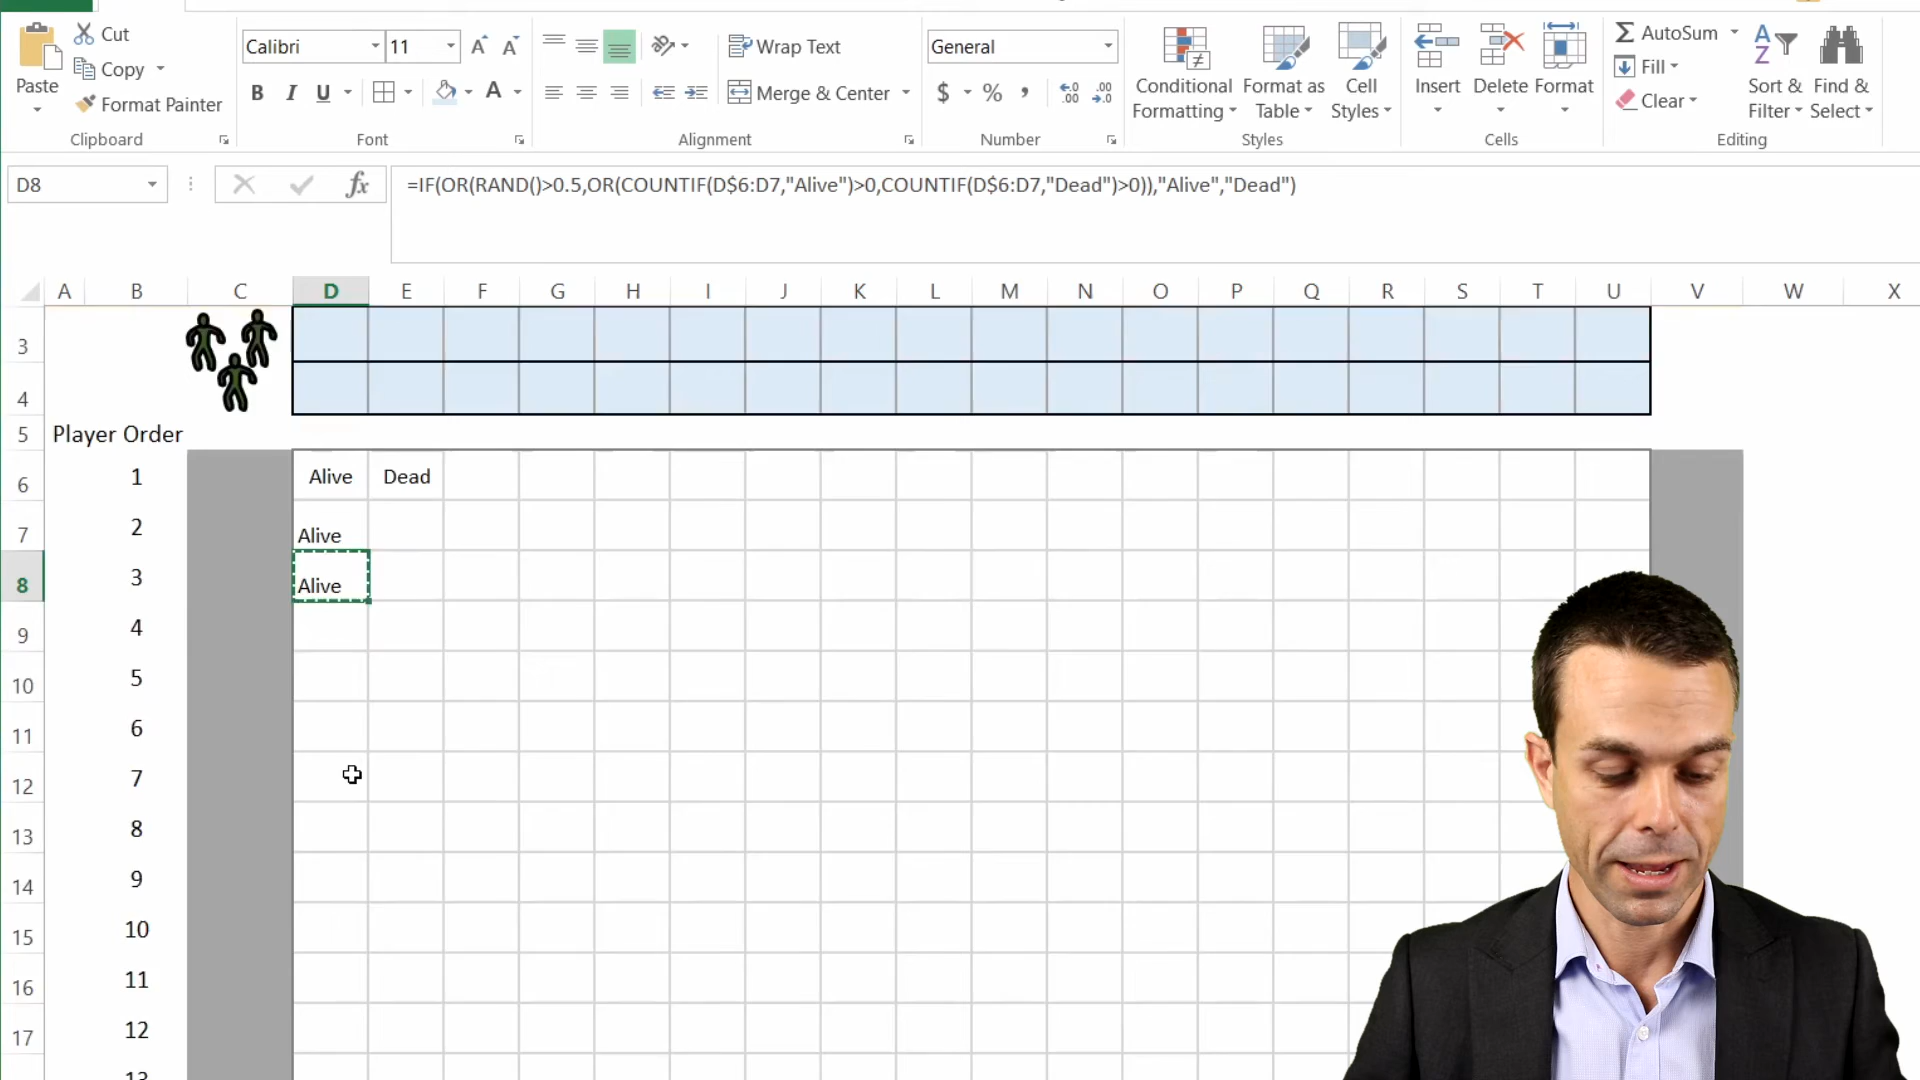 Cut
Calibri 11 Wrap Text General AutoSum
Paste Copy Fill
Format Painter B I U Merge & Center $ % , Conditional Formatting Format as Table Cell Styles Insert Delete Format Clear Sort & Filter Find & Select
Clipboard Font Alignment Number Styles Cells Editing
D8 fx =IF(OR(RAND()>0.5,OR(COUNTIF(D$6:D7,"Alive")>0,COUNTIF(D$6:D7,"Dead")>0)),"Alive","Dead")
A B C D E F G H I J K L M N O P Q R S T U V W X
3
4
5 Player Order
6 1 Alive Dead
7 2 Alive
8 3 Alive
9 4
10 5
11 6
12 7
13 8
14 9
15 10
16 11
17 12
13